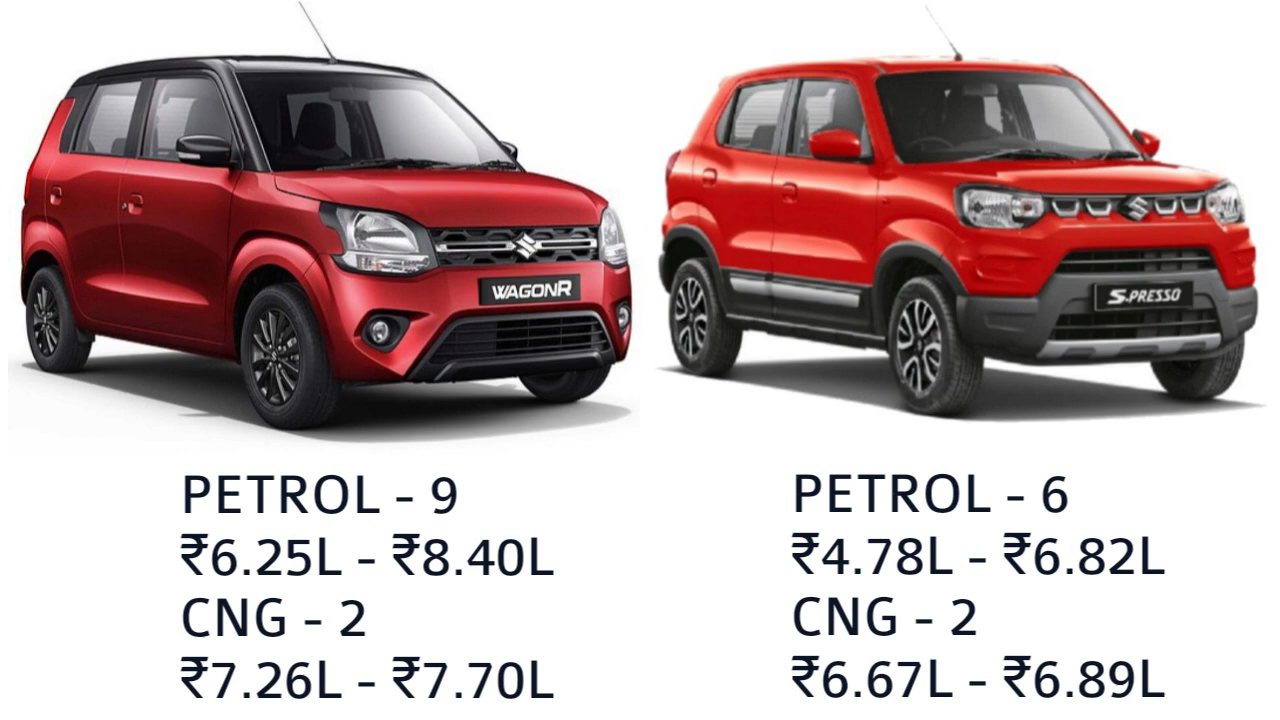 WAGONR
S.PRESSO
PETROL - 9
₹6.25L - ₹8.40L
CNG - 2
₹7.26L - ₹7.70L
PETROL - 6
₹4.78L - ₹6.82L
CNG - 2
₹6.67L - ₹6.89L